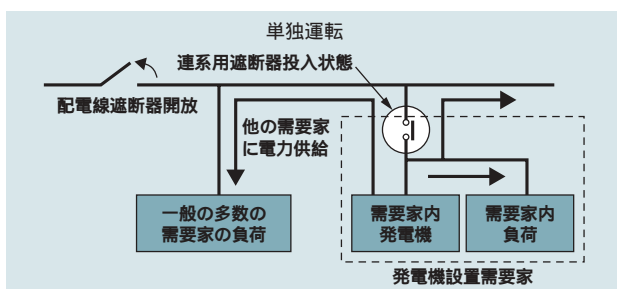 単独運転
連系用遮断器投入状態
配電線遮断器開放
他の需要家
に電力供給
一般の多数の
需要家の負荷
需要家内
発電機
需要家内
負荷
発電機設置需要家